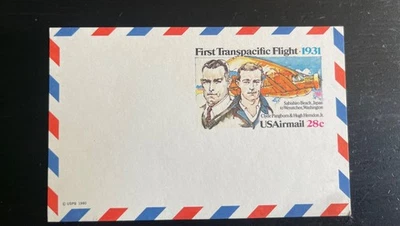 First Transpacific Flight·1931
Sabishiro Beach, Japan
to Wenatchee, Washington
Clyde Pangborn & Hugh Herndon Jr.
USAirmail 28c